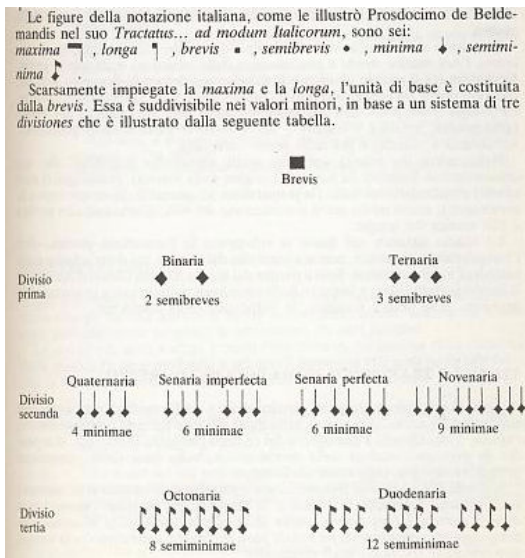 Le figure della notazione italiana, come le illustrò Prosdocimo de Belde-
mandis nel suo Tractatus... ad modum Italicorum, sono sei:
maxima , longa , brevis , semibrevis , minima , semimi-
nima .
Scarsamente impiegate la maxima e la longa, l'unità di base è costituita
dalla brevis. Essa è suddivisibile nei valori minori, in base a un sistema di tre
divisiones che è illustrato dalla seguente tabella.
Brevis
Binaria Ternaria
Divisio
prima
2 semibreves 3 semibreves
Quaternaria Senaria imperfecta Senaria perfecta Novenaria
Divisio
secunda
4 minimae 6 minimae 6 minimae 9 minimae
Octonaria Duodenaria
Divisio
tertia
8 semiminimae 12 semiminimae